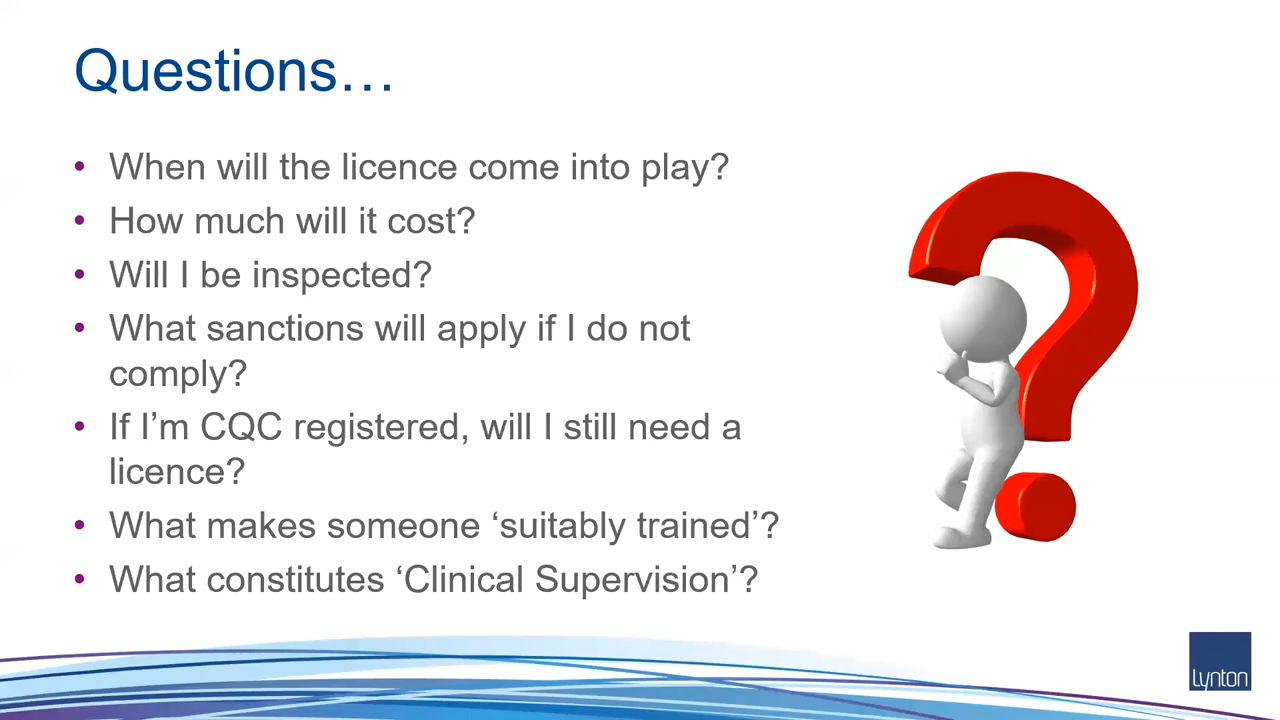 Questions…
• When will the licence come into play?
• How much will it cost?
• Will I be inspected?
• What sanctions will apply if I do not
comply?
• If I’m CQC registered, will I still need a
licence?
• What makes someone ‘suitably trained’?
• What constitutes ‘Clinical Supervision’?
Lynton